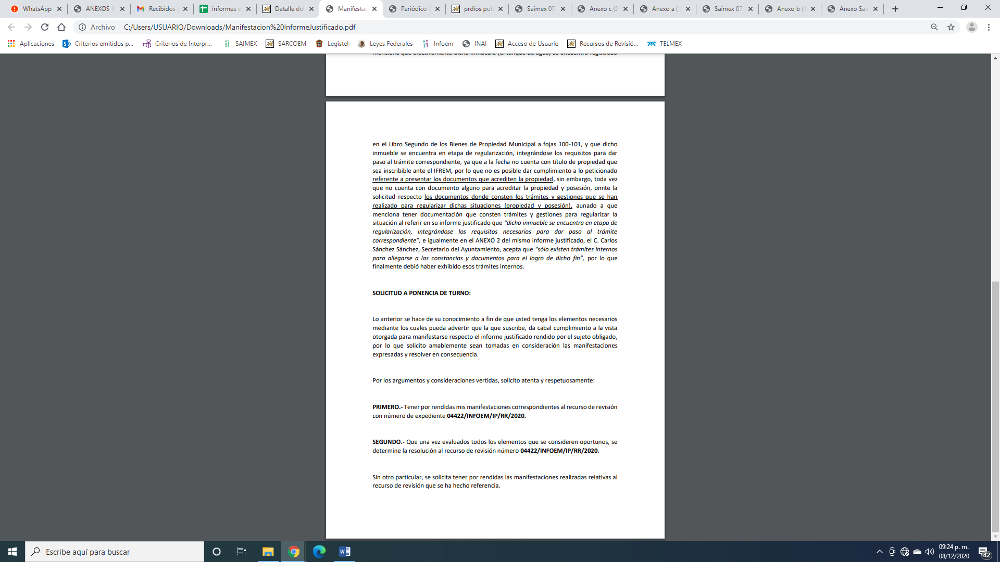 WhatsApp
ANEXOS 1
Recibidos
informes d
Detalle del
Manifestac
Periódico
prdios pub
Saimex 07
Anexo c (2
Anexo a (1
Saimex 07
Anexo b (1
Anexo Sai
Archivo
C:/Users/USUARIO/Downloads/Manifestacion%20InformeJustificado.pdf
Aplicaciones
Criterios emitidos p...
Criterios de Interpr...
SAIMEX
SARCOEM
Legistel
Leyes Federales
Infoem
INAI
Acceso de Usuario
Recursos de Revisió...
TELMEX
menciona que efectivamente dicho inmueble (el tanque de agua) se encuentra registrado
en el Libro Segundo de los Bienes de Propiedad Municipal a fojas 100-101, y que dicho
inmueble se encuentra en etapa de regularización, integrándose los requisitos para dar
paso al trámite correspondiente, ya que a la fecha no cuenta con título de propiedad que
sea inscribible ante el IFREM, por lo que no es posible dar cumplimiento a lo peticionado
referente a presentar los documentos que acrediten la propiedad, sin embargo, toda vez
que no cuenta con documento alguno para acreditar la propiedad y posesión, omite la
solicitud respecto los documentos donde consten los trámites y gestiones que se han
realizado para regularizar dichas situaciones (propiedad y posesión), aunado a que
menciona tener documentación que consten trámites y gestiones para regularizar la
situación al referir en su informe justificado que “dicho inmueble se encuentra en etapa de
regularización, integrándose los requisitos necesarios para dar paso al trámite
correspondiente”, e igualmente en el ANEXO 2 del mismo informe justificado, el C. Carlos
Sánchez Sánchez, Secretario del Ayuntamiento, acepta que “sólo existen trámites internos
para allegarse a las constancias y documentos para el logro de dicho fin”, por lo que
finalmente debió haber exhibido esos trámites internos.
SOLICITUD A PONENCIA DE TURNO:
Lo anterior se hace de su conocimiento a fin de que usted tenga los elementos necesarios
mediante los cuales pueda advertir que la que suscribe, da cabal cumplimiento a la vista
otorgada para manifestarse respecto el informe justificado rendido por el sujeto obligado,
por lo que solicito amablemente sean tomadas en consideración las manifestaciones
expresadas y resolver en consecuencia.
Por los argumentos y consideraciones vertidas, solicito atenta y respetuosamente:
PRIMERO.- Tener por rendidas mis manifestaciones correspondientes al recurso de revisión
con número de expediente 04422/INFOEM/IP/RR/2020.
SEGUNDO.- Que una vez evaluados todos los elementos que se consideren oportunos, se
determine la resolución al recurso de revisión número 04422/INFOEM/IP/RR/2020.
Sin otro particular, se solicita tener por rendidas las manifestaciones realizadas relativas al
recurso de revisión que se ha hecho referencia.
Escribe aquí para buscar
09:24 p. m.
08/12/2020
42